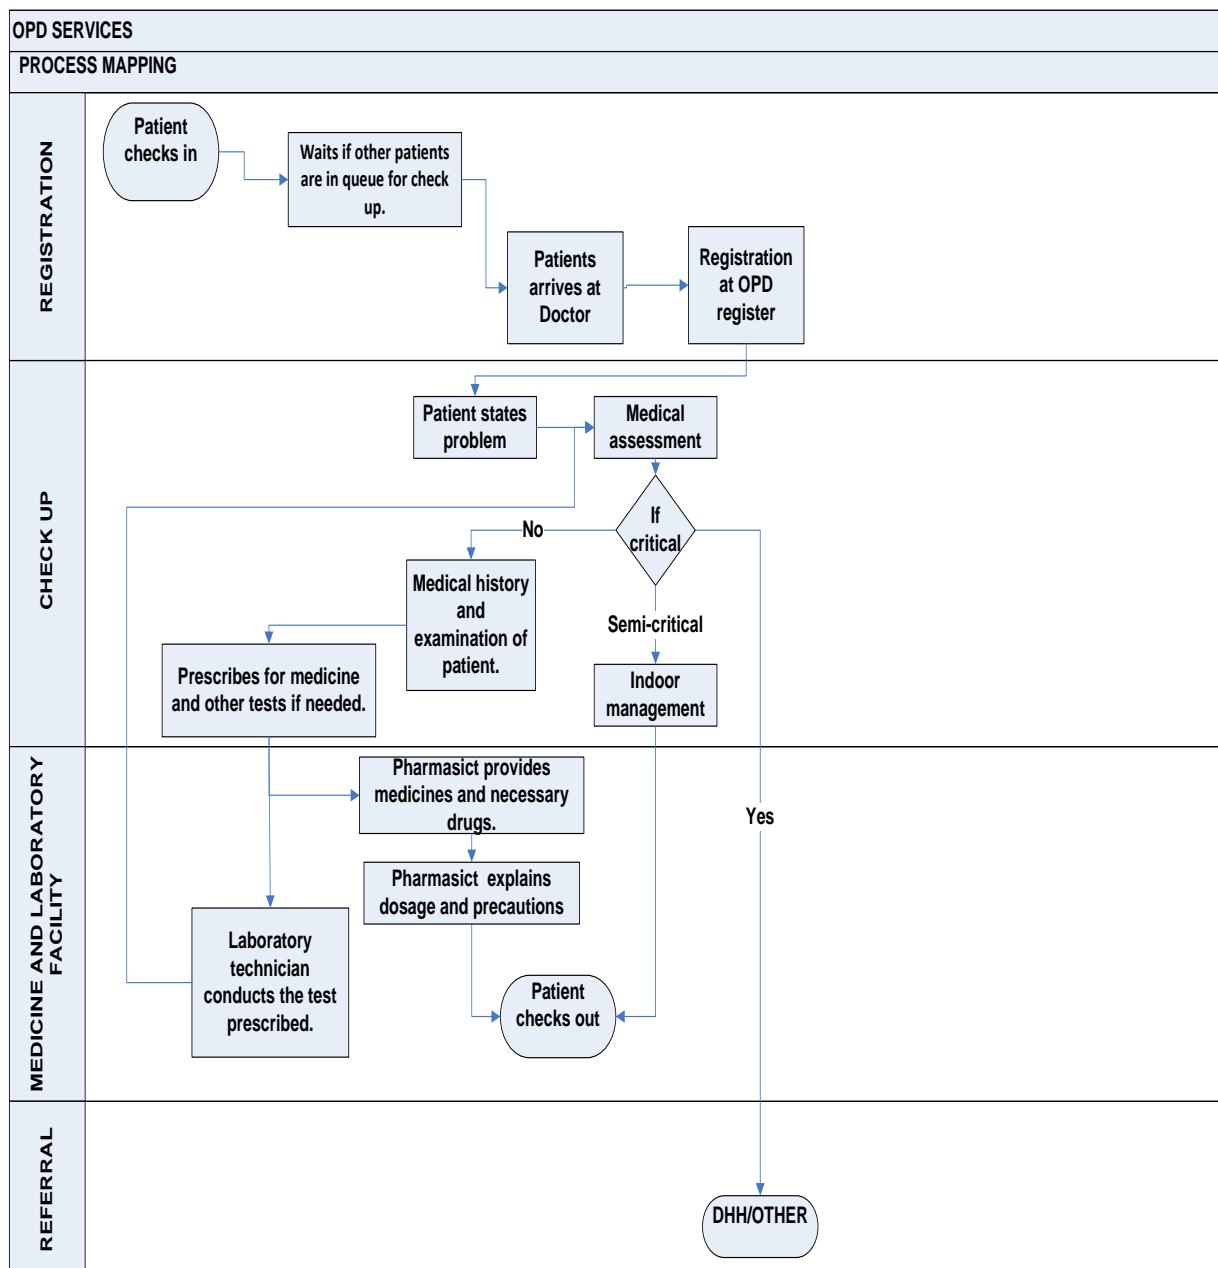 OPD SERVICES
PROCESS MAPPING
REGISTRATION
Patient
checks in
Waits if other patients
are in queue for check
up.
Patients
arrives at
Doctor
Registration
at OPD
register
CHECK UP
Patient states
problem
Medical
assessment
If
critical
No
Medical history
and
examination of
patient.
Semi-critical
Prescribes for medicine
and other tests if needed.
Indoor
management
MEDICINE AND LABORATORY
FACILITY
Pharmasict provides
medicines and necessary
drugs.
Yes
Pharmasict explains
dosage and precautions
Laboratory
technician
conducts the test
prescribed.
Patient
checks out
REFERRAL
DHH/OTHER